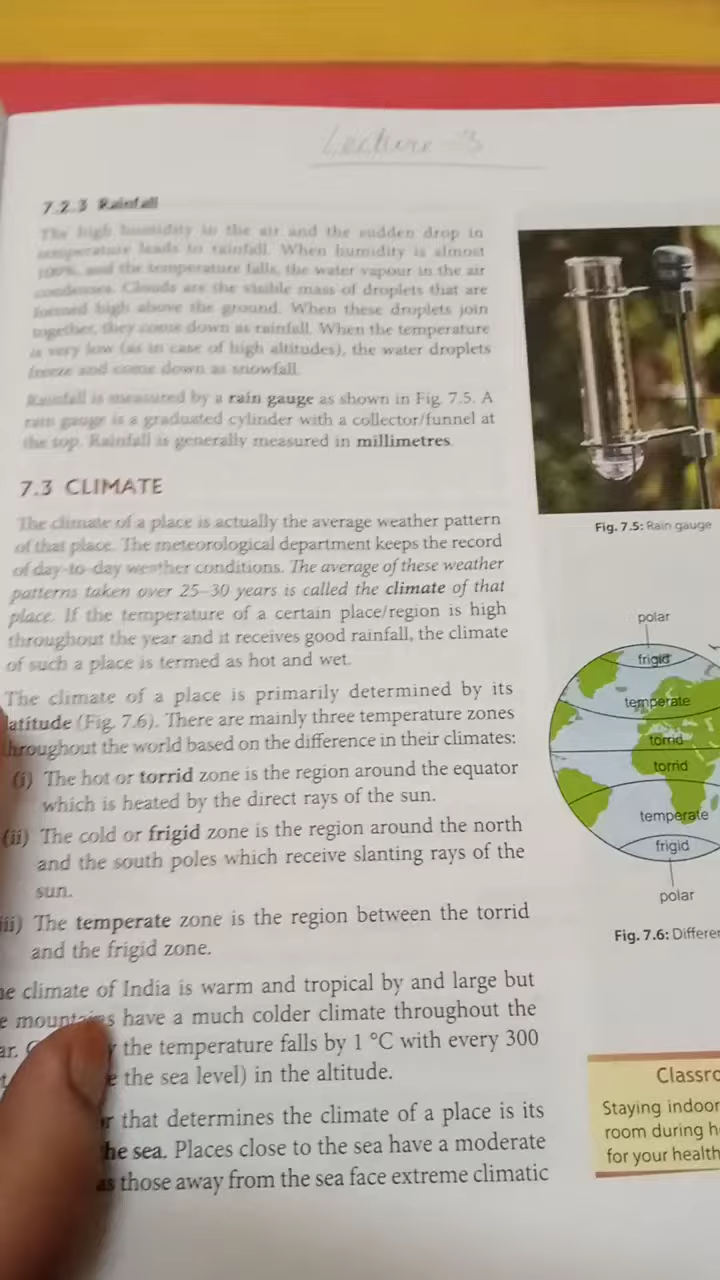 Lecture - 3
7.2.3 Rainfall
The high humidity in the air and the sudden drop in
temperature leads to rainfall. When humidity is almost
100%, and the temperature falls, the water vapour in the air
condenses. Clouds are the visible mass of droplets that are
formed high above the ground. When these droplets join
together, they come down as rainfall. When the temperature
is very low (as in case of high altitudes), the water droplets
freeze and come down as snowfall.
Rainfall is measured by a rain gauge as shown in Fig. 7.5. A
rain gauge is a graduated cylinder with a collector/funnel at
the top. Rainfall is generally measured in millimetres.
Fig. 7.5: Rain gauge
7.3 CLIMATE
The climate of a place is actually the average weather pattern
of that place. The meteorological department keeps the record
of day-to-day weather conditions. The average of these weather
patterns taken over 25–30 years is called the climate of that
place. If the temperature of a certain place/region is high
throughout the year and it receives good rainfall, the climate
of such a place is termed as hot and wet.
The climate of a place is primarily determined by its
atitude (Fig. 7.6). There are mainly three temperature zones
hroughout the world based on the difference in their climates:
(i) The hot or torrid zone is the region around the equator
which is heated by the direct rays of the sun.
(ii) The cold or frigid zone is the region around the north
and the south poles which receive slanting rays of the
sun.
iii) The temperate zone is the region between the torrid
and the frigid zone.
he climate of India is warm and tropical by and large but
e mountains have a much colder climate throughout the
ar. the temperature falls by 1 °C with every 300
the sea level) in the altitude.
r that determines the climate of a place is its
he sea. Places close to the sea have a moderate
as those away from the sea face extreme climatic
polar
frigid
temperate
torrid
torrid
temperate
frigid
polar
Fig. 7.6: Differe
Classro
Staying indoor
room during h
for your health